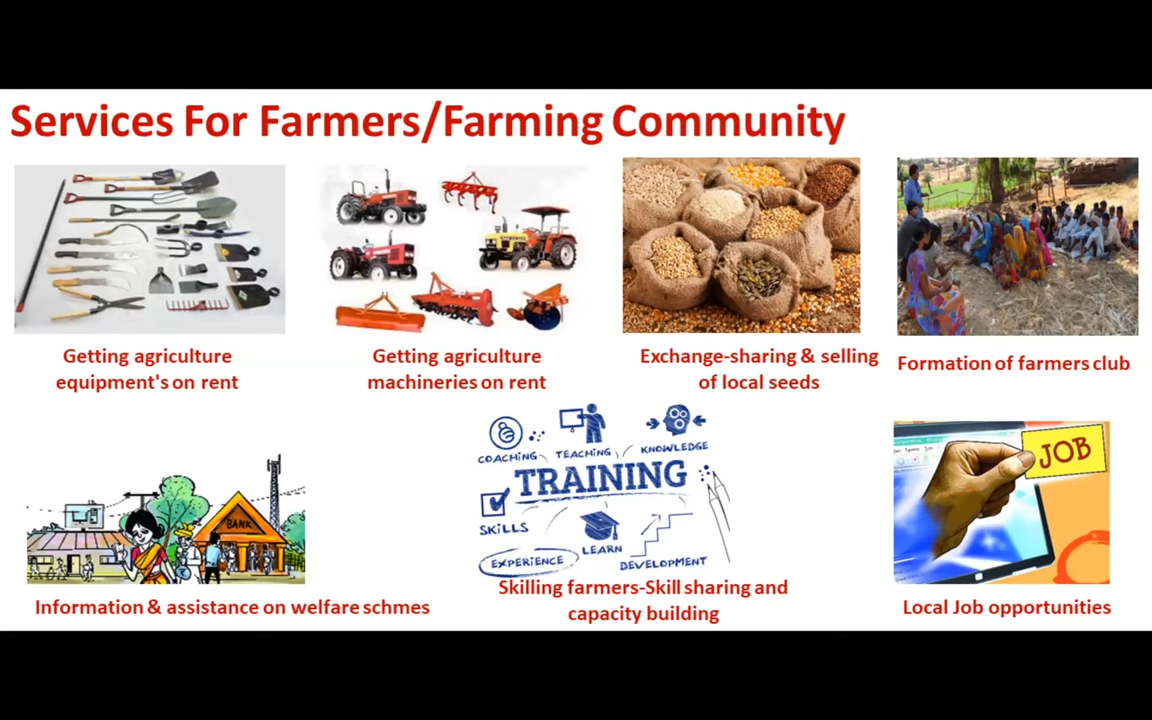 Services For Farmers/Farming Community
Getting agriculture
equipment's on rent
Getting agriculture
machineries on rent
Exchange-sharing & selling
of local seeds
Formation of farmers club
BANK
Information & assistance on welfare schmes
COACHING
TEACHING
KNOWLEDGE
TRAINING
SKILLS
LEARN
EXPERIENCE
DEVELOPMENT
Skilling farmers-Skill sharing and
capacity building
JOB
Local Job opportunities